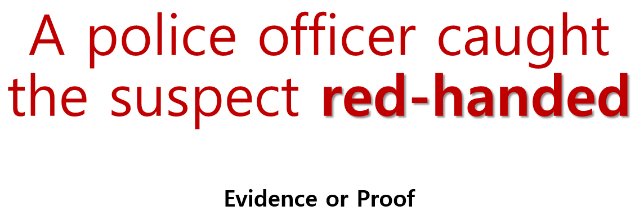 A police officer caught
the suspect red-handed
Evidence or Proof